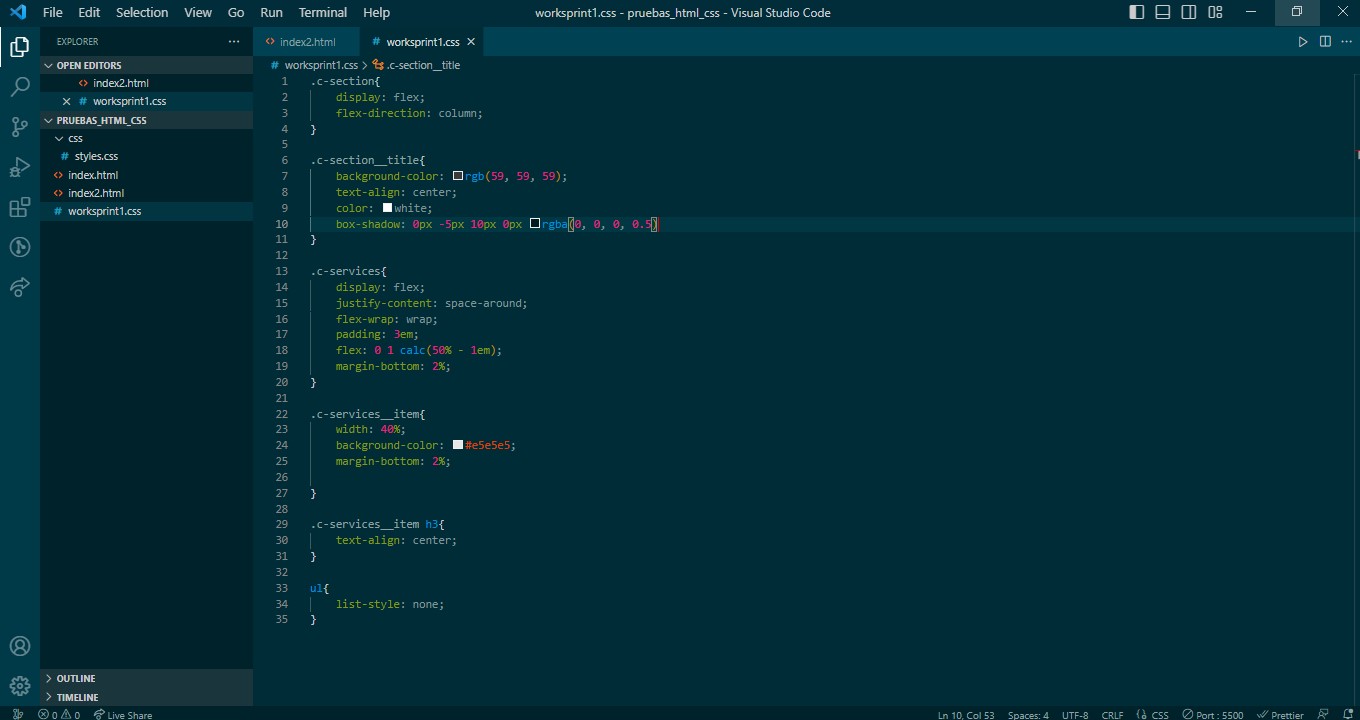 File Edit Selection View Go Run Terminal Help worksprint1.css - pruebas_html_css - Visual Studio Code
EXPLORER
OPEN EDITORS
index2.html
worksprint1.css
PRUEBAS_HTML_CSS
css
styles.css
index.html
index2.html
worksprint1.css
OUTLINE
TIMELINE
index2.html worksprint1.css
worksprint1.css > .c-section__title
1 .c-section{
2 display: flex;
3 flex-direction: column;
4 }
5
6 .c-section__title{
7 background-color: rgb(59, 59, 59);
8 text-align: center;
9 color: white;
10 box-shadow: 0px -5px 10px 0px rgba(0, 0, 0, 0.5)
11 }
12
13 .c-services{
14 display: flex;
15 justify-content: space-around;
16 flex-wrap: wrap;
17 padding: 3em;
18 flex: 0 1 calc(50% - 1em);
19 margin-bottom: 2%;
20 }
21
22 .c-services__item{
23 width: 40%;
24 background-color: #e5e5e5;
25 margin-bottom: 2%;
26
27 }
28
29 .c-services__item h3{
30 text-align: center;
31 }
32
33 ul{
34 list-style: none;
35 }
0 0 Live Share Ln 10, Col 53 Spaces: 4 UTF-8 CRLF CSS Port : 5500 Prettier